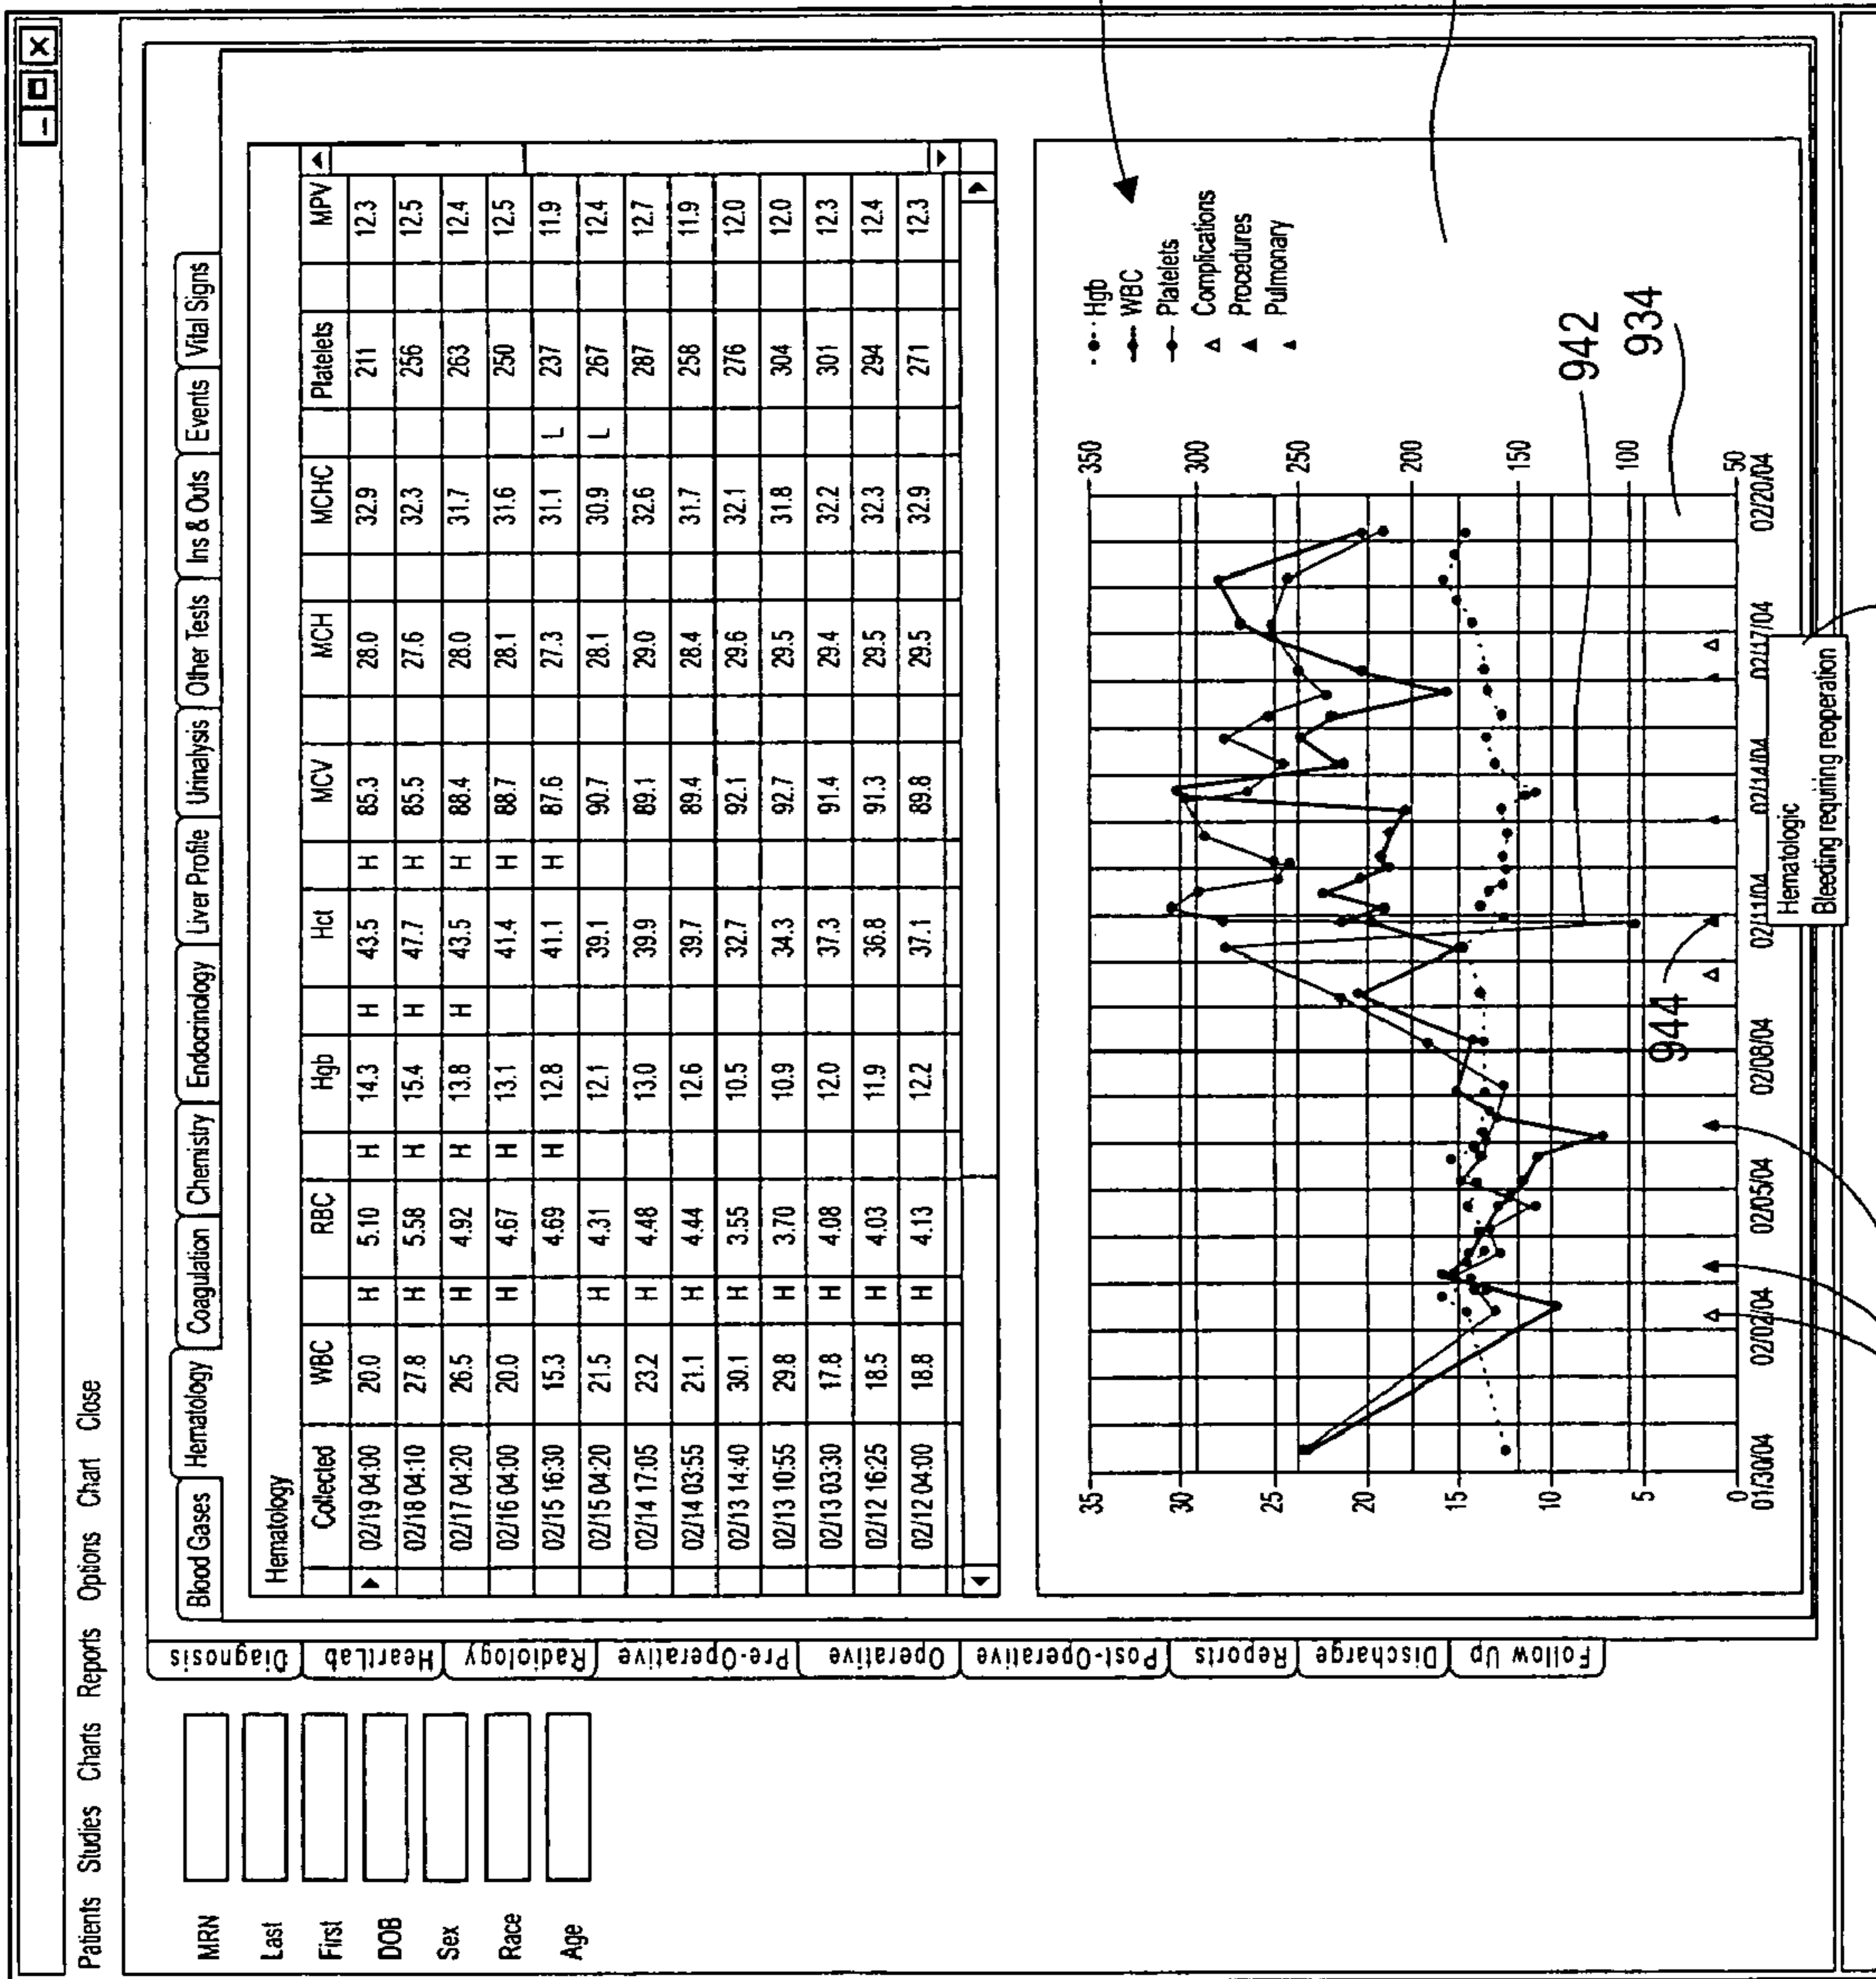 Patients Studies Charts Reports Options Chart Close
MRN
Last
First
DOB
Sex
Race
Age
Diagnosis
HeartLab
Radiology
Pre-Operative
Operative
Post-Operative
Reports
Discharge
Follow Up
Blood Gases Hematology Coagulation Chemistry Endocrinology Liver Profile Urinalysis Other Tests Ins & Outs Events Vital Signs
Hematology
Collected WBC RBC Hgb Hct MCV MCH MCHC Platelets MPV
02/19 04:00 20.0 H 5.10 H 14.3 H 43.5 H 85.3 28.0 32.9 211 12.3
02/18 04:10 27.8 H 5.58 H 15.4 H 47.7 H 85.5 27.6 32.3 256 12.5
02/17 04:20 26.5 H 4.92 H 13.8 H 43.5 H 88.4 28.0 31.7 263 12.4
02/16 04:00 20.0 H 4.67 H 13.1 41.4 H 88.7 28.1 31.6 250 12.5
02/15 16:30 15.3 4.69 H 12.8 41.1 H 87.6 27.3 31.1 L 237 11.9
02/15 04:20 21.5 H 4.31 12.1 39.1 90.7 28.1 30.9 L 267 12.4
02/14 17:05 23.2 H 4.48 13.0 39.9 89.1 29.0 32.6 287 12.7
02/14 03:55 21.1 H 4.44 12.6 39.7 89.4 28.4 31.7 258 11.9
02/13 14:40 30.1 H 3.55 10.5 32.7 92.1 29.6 32.1 276 12.0
02/13 10:55 29.8 H 3.70 10.9 34.3 92.7 29.5 31.8 304 12.0
02/13 03:30 17.8 H 4.08 12.0 37.3 91.4 29.4 32.2 301 12.3
02/12 16:25 18.5 H 4.03 11.9 36.8 91.3 29.5 32.3 294 12.4
02/12 04:00 18.8 H 4.13 12.2 37.1 89.8 29.5 32.9 271 12.3
35 350
30 300
25 250
20 200
15 150
10 100
5
0 50
01/30/04 02/02/04 02/05/04 02/08/04 02/11/04 02/14/04 02/17/04 02/20/04
Hgb
WBC
Platelets
Complications
Procedures
Pulmonary
942
934
944
Hematologic
Bleeding requiring reoperation